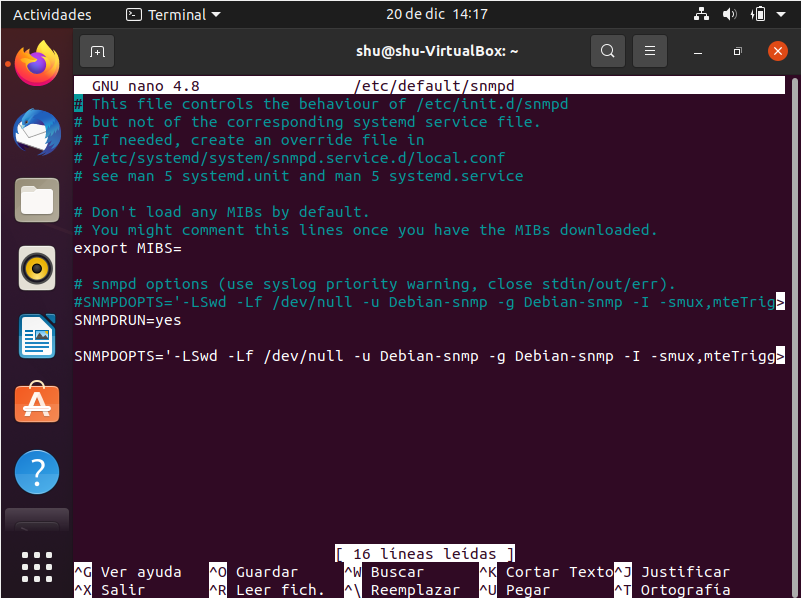 Actividades Terminal 20 de dic 14:17
shu@shu-VirtualBox: ~
GNU nano 4.8 /etc/default/snmpd
# This file controls the behaviour of /etc/init.d/snmpd
# but not of the corresponding systemd service file.
# If needed, create an override file in
# /etc/systemd/system/snmpd.service.d/local.conf
# see man 5 systemd.unit and man 5 systemd.service
# Don't load any MIBs by default.
# You might comment this lines once you have the MIBs downloaded.
export MIBS=
# snmpd options (use syslog priority warning, close stdin/out/err).
#SNMPDOPTS='-LSwd -Lf /dev/null -u Debian-snmp -g Debian-snmp -I -smux,mteTrig>
SNMPDRUN=yes
SNMPDOPTS='-LSwd -Lf /dev/null -u Debian-snmp -g Debian-snmp -I -smux,mteTrigg>
[ 16 líneas leídas ]
^G Ver ayuda ^O Guardar ^W Buscar ^K Cortar Texto ^J Justificar
^X Salir ^R Leer fich. ^\ Reemplazar ^U Pegar ^T Ortografía